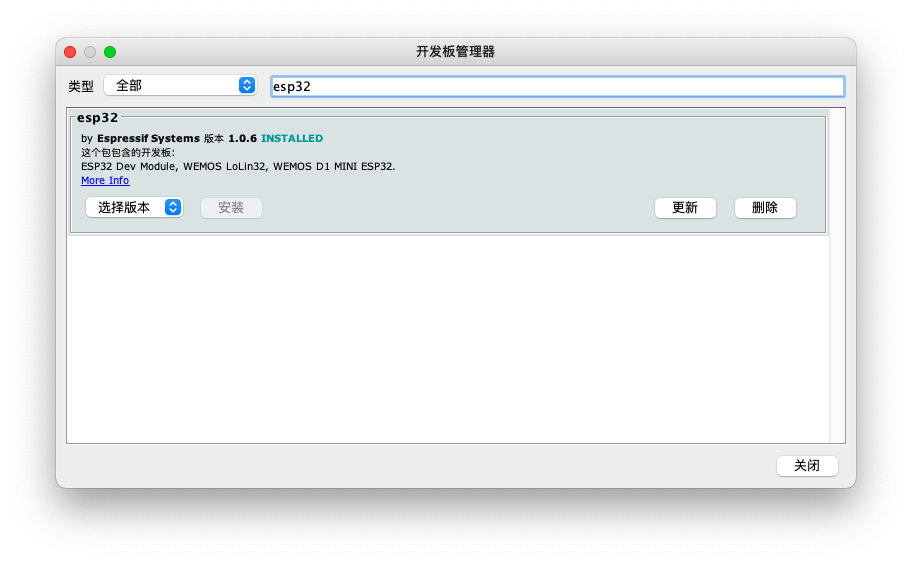 开发板管理器
类型 全部 esp32
esp32
by Espressif Systems 版本 1.0.6 INSTALLED
这个包包含的开发板:
ESP32 Dev Module, WEMOS LoLin32, WEMOS D1 MINI ESP32.
More Info
选择版本 安装 更新 删除
关闭